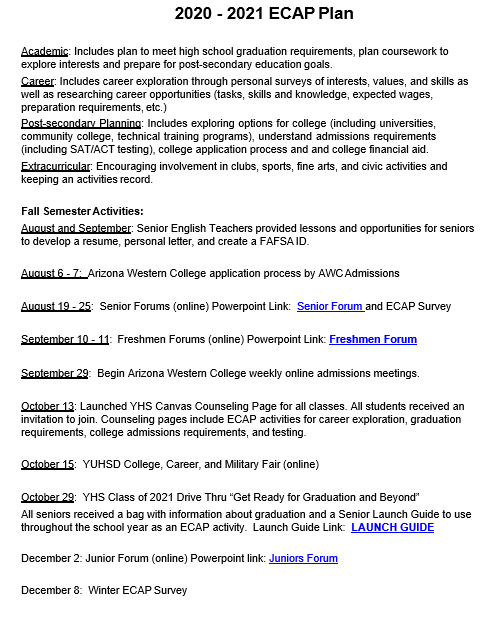 2020 - 2021 ECAP Plan
Academic: Includes plan to meet high school graduation requirements, plan coursework to
explore interests and prepare for post-secondary education goals.
Career: Includes career exploration through personal surveys of interests, values, and skills as
well as researching career opportunities (tasks, skills and knowledge, expected wages,
preparation requirements, etc.)
Post-secondary Planning: Includes exploring options for college (including universities,
community college, technical training programs), understand admissions requirements
(including SAT/ACT testing), college application process and and college financial aid.
Extracurricular: Encouraging involvement in clubs, sports, fine arts, and civic activities and
keeping an activities record.
Fall Semester Activities:
August and September: Senior English Teachers provided lessons and opportunities for seniors
to develop a resume, personal letter, and create a FAFSA ID.
August 6 - 7: Arizona Western College application process by AWC Admissions
August 19 - 25: Senior Forums (online) Powerpoint Link: Senior Forum and ECAP Survey
September 10 - 11: Freshmen Forums (online) Powerpoint Link: Freshmen Forum
September 29: Begin Arizona Western College weekly online admissions meetings.
October 13: Launched YHS Canvas Counseling Page for all classes. All students received an
invitation to join. Counseling pages include ECAP activities for career exploration, graduation
requirements, college admissions requirements, and testing.
October 15: YUHSD College, Career, and Military Fair (online)
October 29: YHS Class of 2021 Drive Thru “Get Ready for Graduation and Beyond”
All seniors received a bag with information about graduation and a Senior Launch Guide to use
throughout the school year as an ECAP activity. Launch Guide Link: LAUNCH GUIDE
December 2: Junior Forum (online) Powerpoint link: Juniors Forum
December 8: Winter ECAP Survey